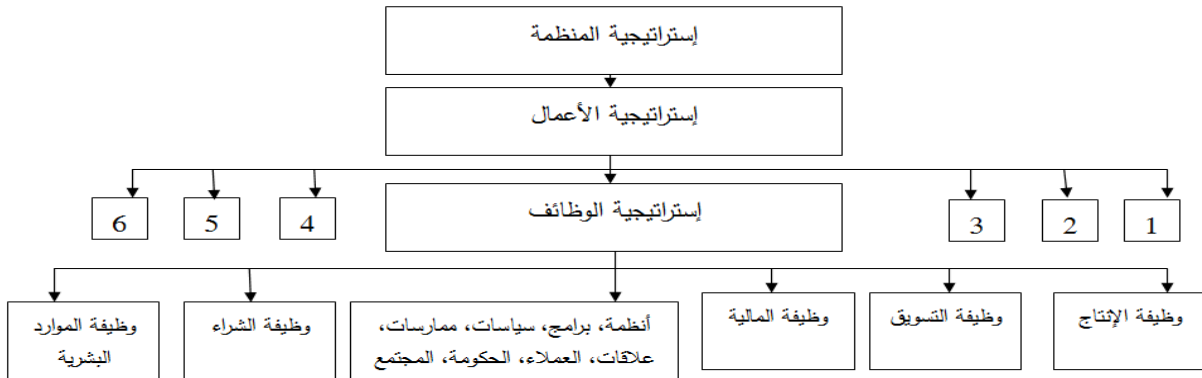 إستراتيجية المنظمة
إستراتيجية الأعمال
1
2
3
إستراتيجية الوظائف
4
5
6
وظيفة الإنتاج
وظيفة التسويق
وظيفة المالية
أنظمة، برامج، سياسات، ممارسات،
علاقات، العملاء، الحكومة، المجتمع
وظيفة الشراء
وظيفة الموارد
البشرية